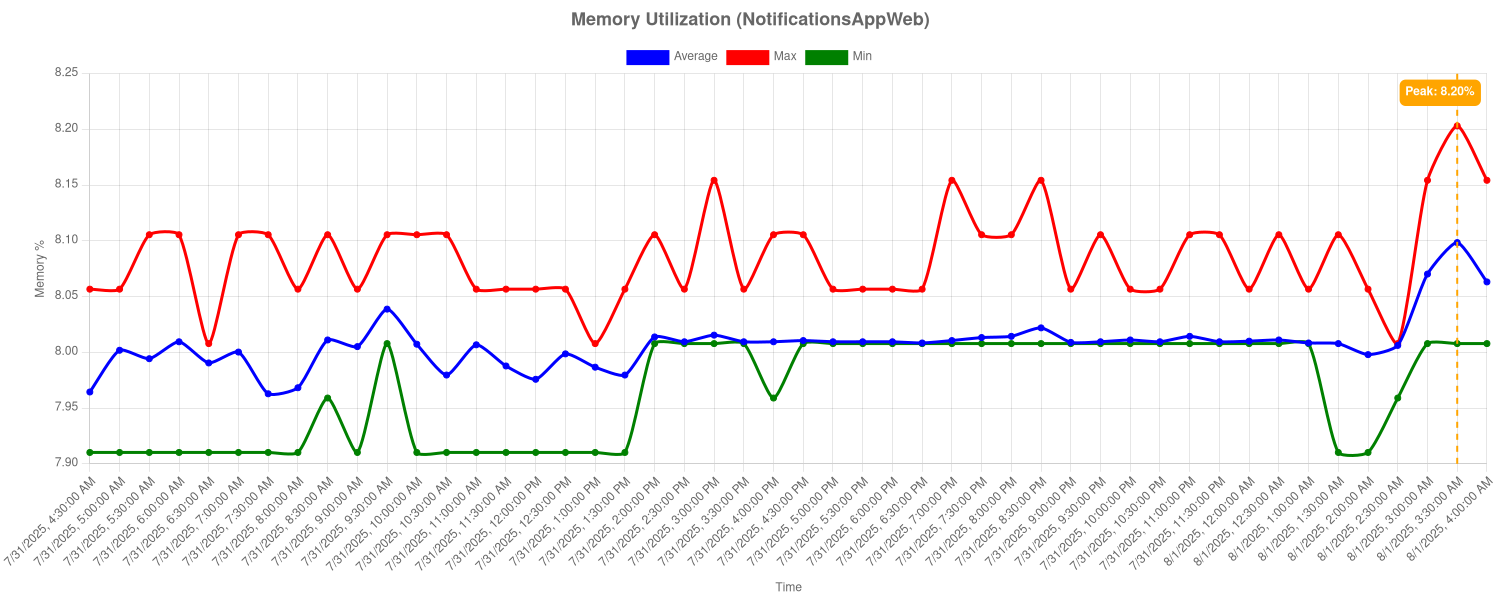 Memory Utilization (NotificationsAppWeb)
Average Max Min
Peak: 8.20%
8.25
8.20
8.15
8.10
8.05
8.00
7.95
7.90
Memory %
7/31/2025, 4:30:00 AM
7/31/2025, 5:00:00 AM
7/31/2025, 5:30:00 AM
7/31/2025, 6:00:00 AM
7/31/2025, 6:30:00 AM
7/31/2025, 7:00:00 AM
7/31/2025, 7:30:00 AM
7/31/2025, 8:00:00 AM
7/31/2025, 8:30:00 AM
7/31/2025, 9:00:00 AM
7/31/2025, 9:30:00 AM
7/31/2025, 10:00:00 AM
7/31/2025, 10:30:00 AM
7/31/2025, 11:00:00 AM
7/31/2025, 11:30:00 AM
7/31/2025, 12:00:00 PM
7/31/2025, 12:30:00 PM
7/31/2025, 1:00:00 PM
7/31/2025, 1:30:00 PM
7/31/2025, 2:00:00 PM
7/31/2025, 2:30:00 PM
7/31/2025, 3:00:00 PM
7/31/2025, 3:30:00 PM
7/31/2025, 4:00:00 PM
7/31/2025, 4:30:00 PM
7/31/2025, 5:00:00 PM
7/31/2025, 5:30:00 PM
7/31/2025, 6:00:00 PM
7/31/2025, 6:30:00 PM
7/31/2025, 7:00:00 PM
7/31/2025, 7:30:00 PM
7/31/2025, 8:00:00 PM
7/31/2025, 8:30:00 PM
7/31/2025, 9:00:00 PM
7/31/2025, 9:30:00 PM
7/31/2025, 10:00:00 PM
7/31/2025, 10:30:00 PM
7/31/2025, 11:00:00 PM
7/31/2025, 11:30:00 PM
8/1/2025, 12:00:00 AM
8/1/2025, 12:30:00 AM
8/1/2025, 1:00:00 AM
8/1/2025, 1:30:00 AM
8/1/2025, 2:00:00 AM
8/1/2025, 2:30:00 AM
8/1/2025, 3:00:00 AM
8/1/2025, 3:30:00 AM
8/1/2025, 4:00:00 AM
Time